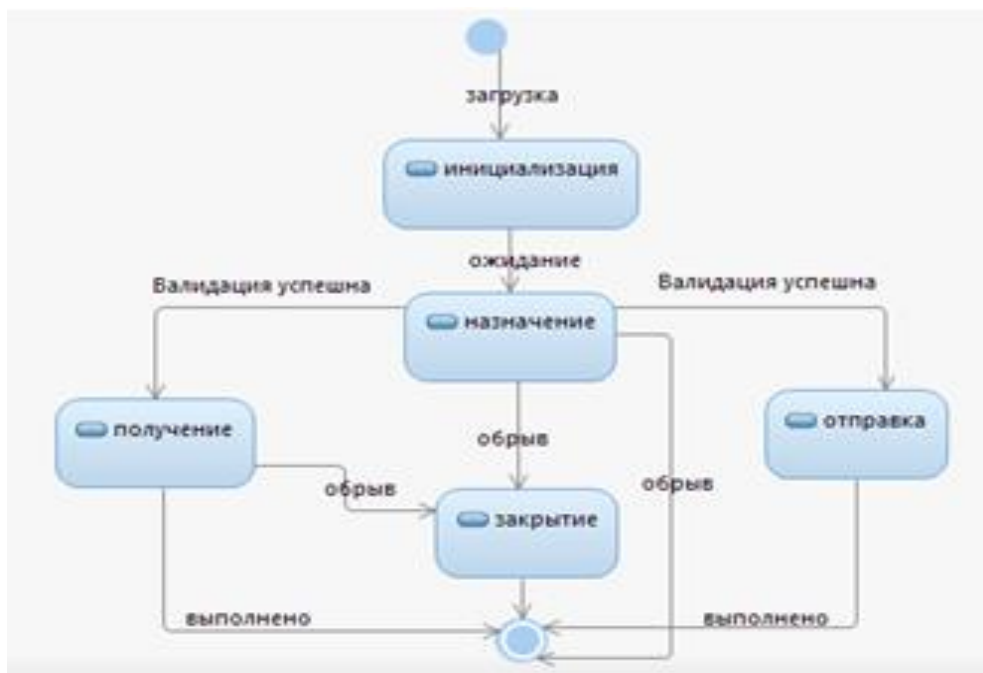 загрузка
инициализация
ожидание
Валидация успешна
Валидация успешна
назначение
получение
отправка
обрыв
обрыв
обрыв
закрытие
выполнено
выполнено